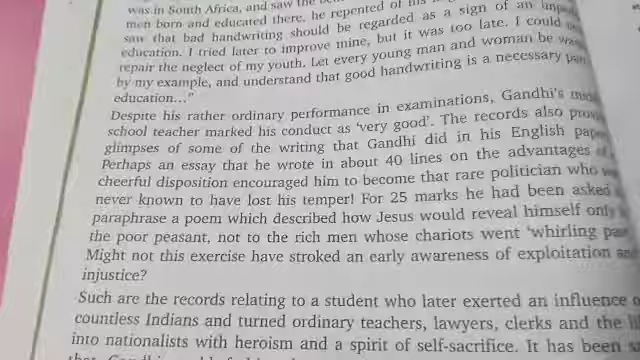 was in South Africa, and saw the
men born and educated there, he repented of his
saw that bad handwriting should be regarded as a sign of an
education. I tried later to improve mine, but it was too late. I could
repair the neglect of my youth. Let every young man and woman be
by my example, and understand that good handwriting is a necessary
education..."
Despite his rather ordinary performance in examinations, Gandhi's
school teacher marked his conduct as 'very good'. The records also
glimpses of some of the writing that Gandhi did in his English
Perhaps an essay that he wrote in about 40 lines on the advantages
cheerful disposition encouraged him to become that rare politician who
never known to have lost his temper! For 25 marks he had been asked
paraphrase a poem which described how Jesus would reveal himself only
the poor peasant, not to the rich men whose chariots went 'whirling
Might not this exercise have stroked an early awareness of exploitation and
injustice?
Such are the records relating to a student who later exerted an influence
countless Indians and turned ordinary teachers, lawyers, clerks and the
into nationalists with heroism and a spirit of self-sacrifice. It has been